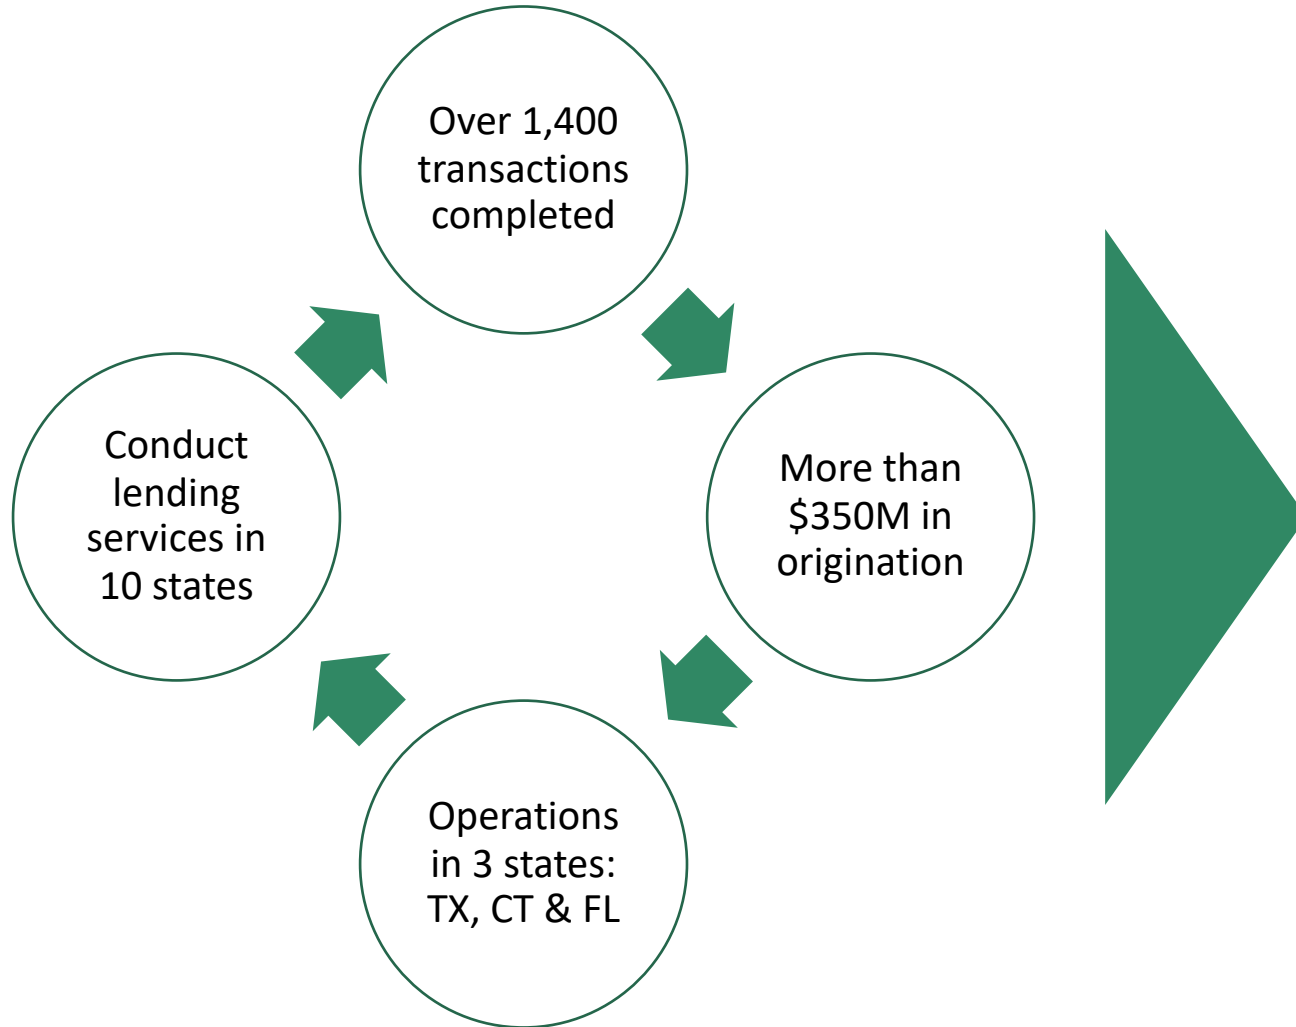 Over 1,400
transactions
completed
More than
$350M in
origination
Operations
in 3 states:
TX, CT & FL
Conduct
lending
services in
10 states